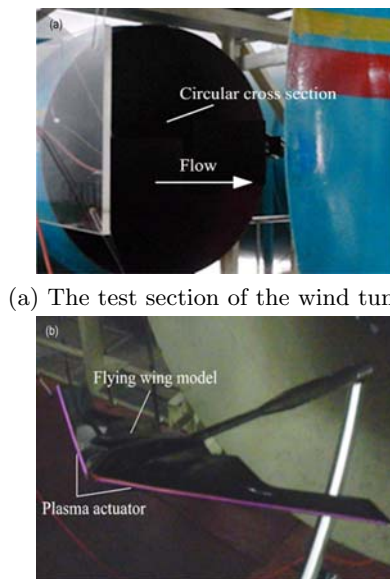 (a)
Circular cross
section
Flow
(a) The test section of the wind tun
(b)
Flying wing model
Plasma actuator